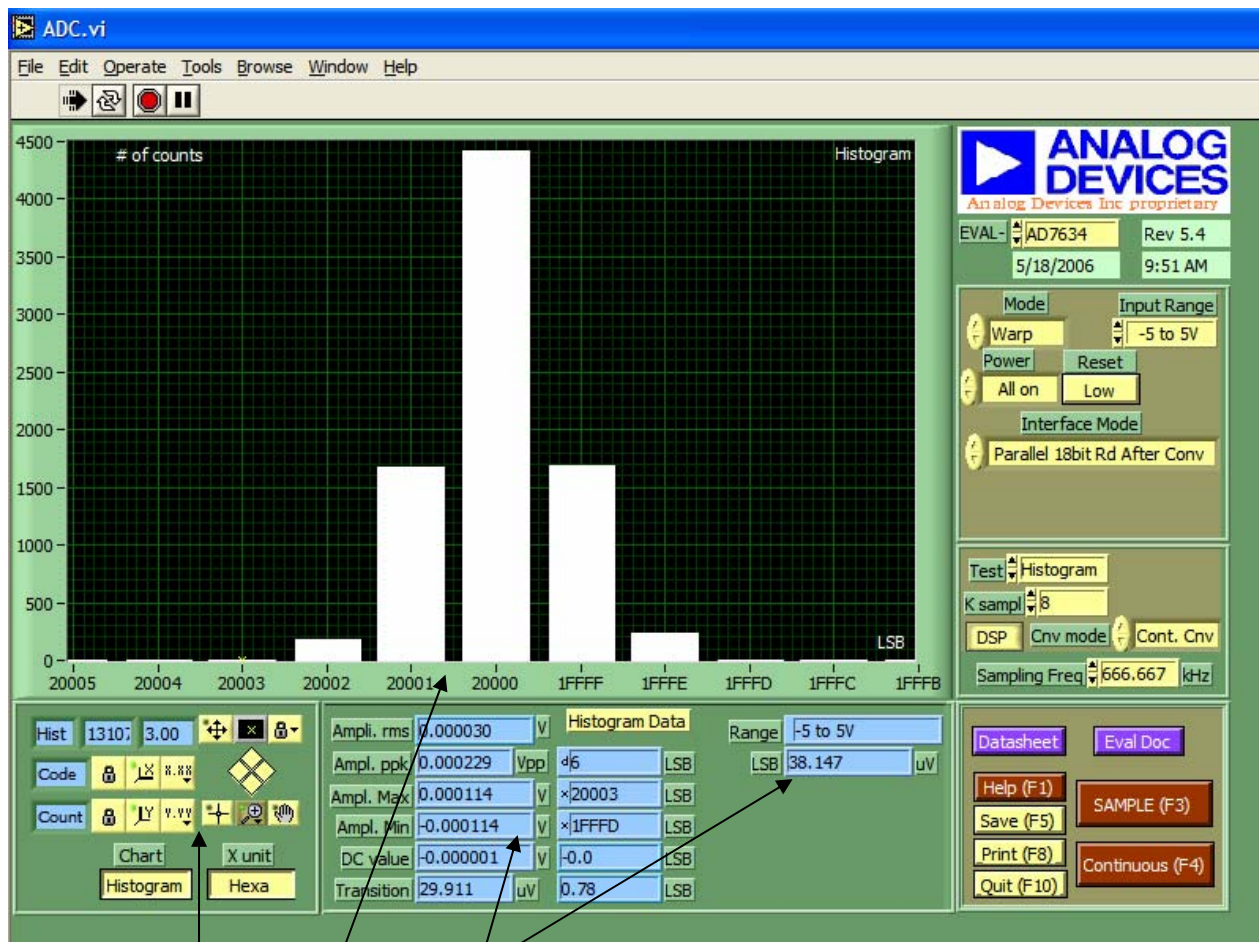 ADC.vi
File Edit Operate Tools Browse Window Help
# of counts
Histogram
4500
4000
3500
3000
2500
2000
1500
1000
500
0
LSB
20005 20004 20003 20002 20001 20000 1FFFF 1FFFE 1FFFD 1FFFC 1FFFB
ANALOG
DEVICES
Analog Devices Inc proprietary
EVAL- AD7634 Rev 5.4
5/18/2006 9:51 AM
Mode Input Range
Warp -5 to 5V
Power Reset
All on Low
Interface Mode
Parallel 18bit Rd After Conv
Test Histogram
K sampl 8
DSP Cnv mode Cont. Cnv
Sampling Freq 666.667 kHz
Hist 13107 3.00
Code
Count
Chart X unit
Histogram Hexa
Histogram Data
Ampli. rms 0.000030 V
Ampl. ppk 0.000229 Vpp d6 LSB
Ampl. Max 0.000114 V x20003 LSB
Ampl. Min -0.000114 V x1FFFD LSB
DC value -0.000001 V -0.0 LSB
Transition 29.911 uV 0.78 LSB
Range -5 to 5V
LSB 38.147 uV
Datasheet Eval Doc
Help (F1)
Save (F5)
Print (F8)
Quit (F10)
SAMPLE (F3)
Continuous (F4)